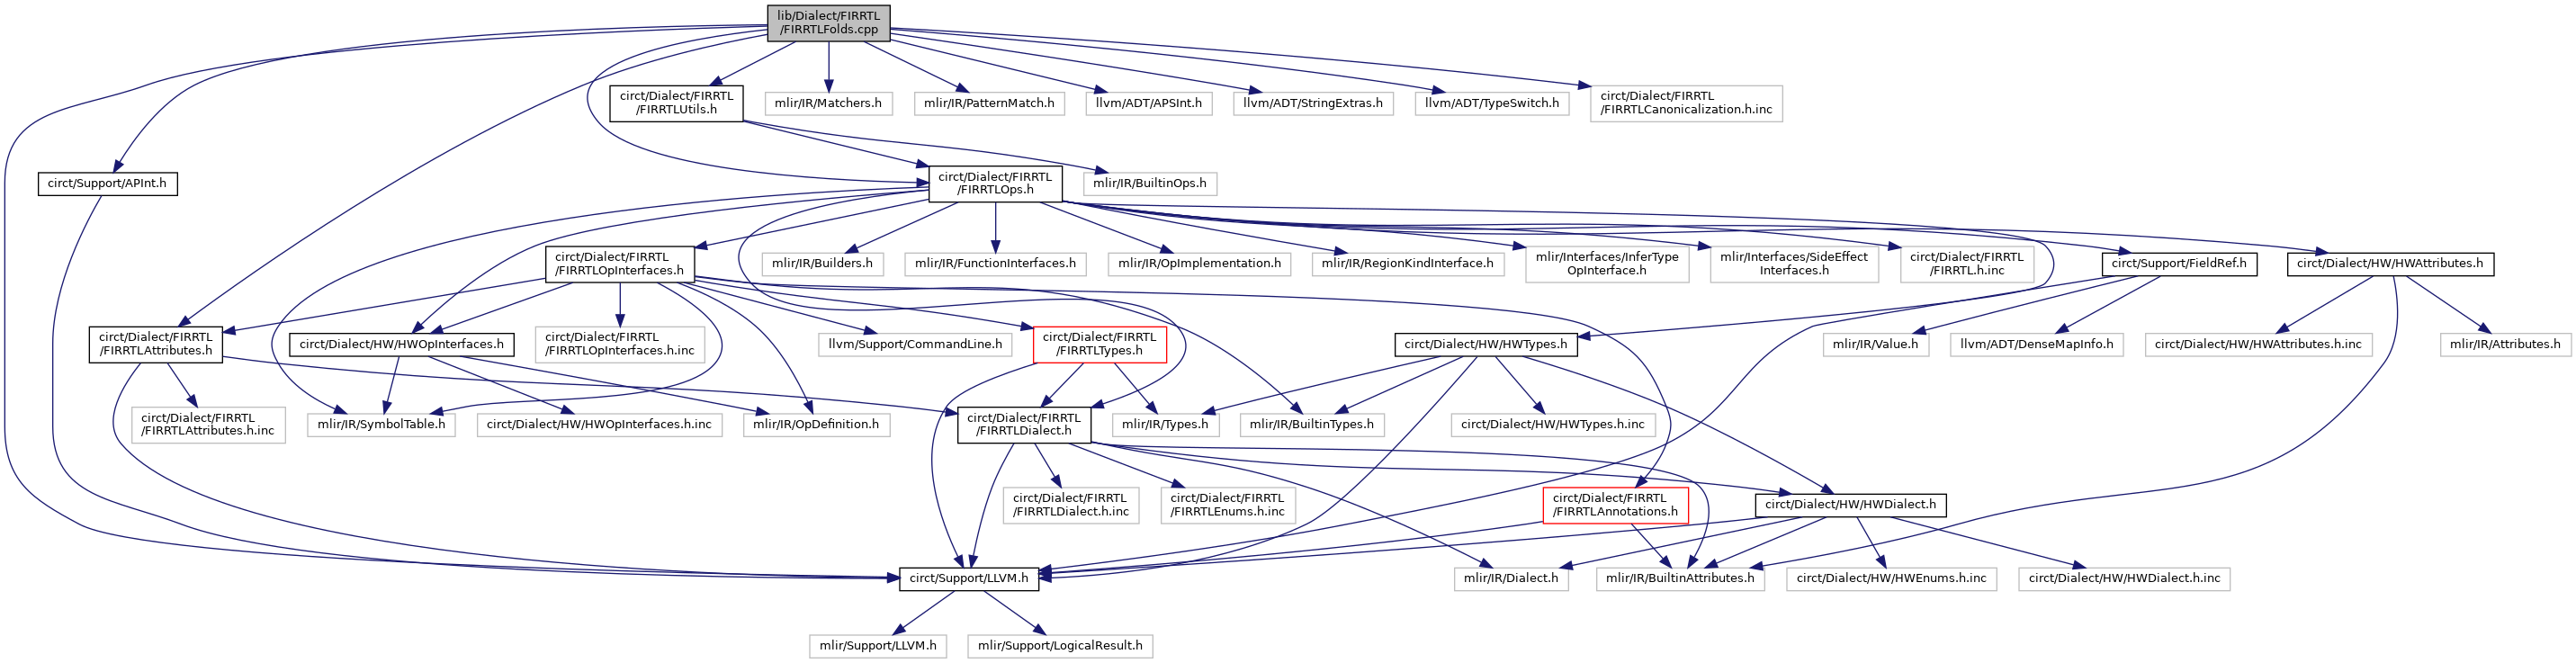 lib/Dialect/FIRRTL
/FIRRTLFolds.cpp
circt/Dialect/FIRRTL
/FIRRTLUtils.h
mlir/IR/Matchers.h
mlir/IR/PatternMatch.h
llvm/ADT/APSInt.h
llvm/ADT/StringExtras.h
llvm/ADT/TypeSwitch.h
circt/Dialect/FIRRTL
/FIRRTLCanonicalization.h.inc
circt/Support/APInt.h
circt/Dialect/FIRRTL
/FIRRTLOps.h
mlir/IR/BuiltinOps.h
circt/Dialect/FIRRTL
/FIRRTLOpInterfaces.h
mlir/IR/Builders.h
mlir/IR/FunctionInterfaces.h
mlir/IR/OpImplementation.h
mlir/IR/RegionKindInterface.h
mlir/Interfaces/InferType
OpInterface.h
mlir/Interfaces/SideEffect
Interfaces.h
circt/Dialect/FIRRTL
/FIRRTL.h.inc
circt/Support/FieldRef.h
circt/Dialect/HW/HWAttributes.h
circt/Dialect/FIRRTL
/FIRRTLAttributes.h
circt/Dialect/HW/HWOpInterfaces.h
circt/Dialect/FIRRTL
/FIRRTLOpInterfaces.h.inc
llvm/Support/CommandLine.h
circt/Dialect/FIRRTL
/FIRRTLTypes.h
circt/Dialect/HW/HWTypes.h
mlir/IR/Value.h
llvm/ADT/DenseMapInfo.h
circt/Dialect/HW/HWAttributes.h.inc
mlir/IR/Attributes.h
circt/Dialect/FIRRTL
/FIRRTLAttributes.h.inc
mlir/IR/SymbolTable.h
circt/Dialect/HW/HWOpInterfaces.h.inc
mlir/IR/OpDefinition.h
circt/Dialect/FIRRTL
/FIRRTLDialect.h
mlir/IR/Types.h
mlir/IR/BuiltinTypes.h
circt/Dialect/HW/HWTypes.h.inc
circt/Dialect/FIRRTL
/FIRRTLDialect.h.inc
circt/Dialect/FIRRTL
/FIRRTLEnums.h.inc
circt/Dialect/FIRRTL
/FIRRTLAnnotations.h
circt/Dialect/HW/HWDialect.h
circt/Support/LLVM.h
mlir/IR/Dialect.h
mlir/IR/BuiltinAttributes.h
circt/Dialect/HW/HWEnums.h.inc
circt/Dialect/HW/HWDialect.h.inc
mlir/Support/LLVM.h
mlir/Support/LogicalResult.h